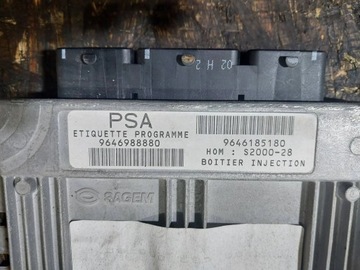 02 H 2
PSA
ETIQUETTE PROGRAMME
9646988880
9646185180
HOM : S2000-28
BOITIER INJECTION
SAGEM